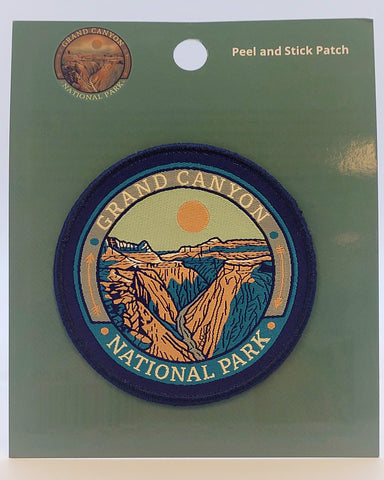 GRAND CANYON
NATIONAL PARK
Peel and Stick Patch
GRAND CANYON
NATIONAL PARK